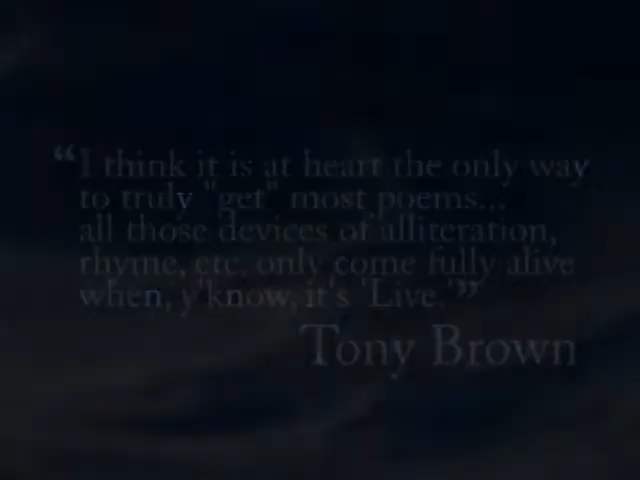 “I think it is at heart the only way
to truly "get" most poems...
all those devices of alliteration,
rhyme, etc. only come fully alive
when, y'know, it's 'Live.'”
Tony Brown